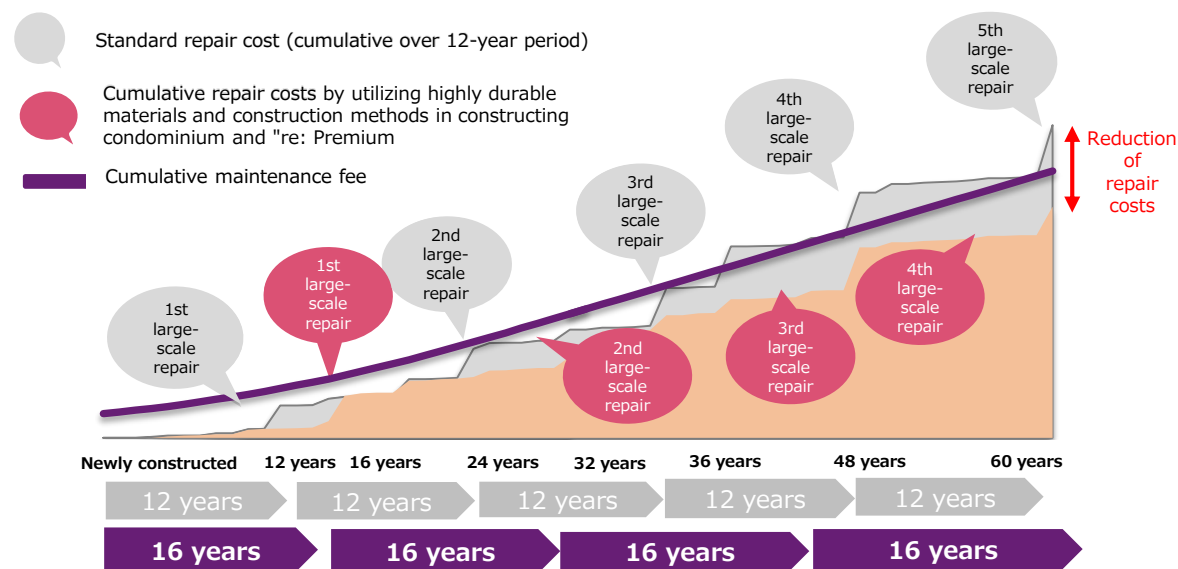 Standard repair cost (cumulative over 12-year period)
Cumulative repair costs by utilizing highly durable
materials and construction methods in constructing
condominium and "re: Premium
Cumulative maintenance fee
1st
large-
scale
repair
1st
large-
scale
repair
2nd
large-
scale
repair
2nd
large-
scale
repair
3rd
large-
scale
repair
3rd
large-
scale
repair
4th
large-
scale
repair
4th
large-
scale
repair
5th
large-
scale
repair
Reduction
of
repair
costs
Newly constructed
12 years
16 years
24 years
32 years
36 years
48 years
60 years
12 years
12 years
12 years
12 years
12 years
16 years
16 years
16 years
16 years